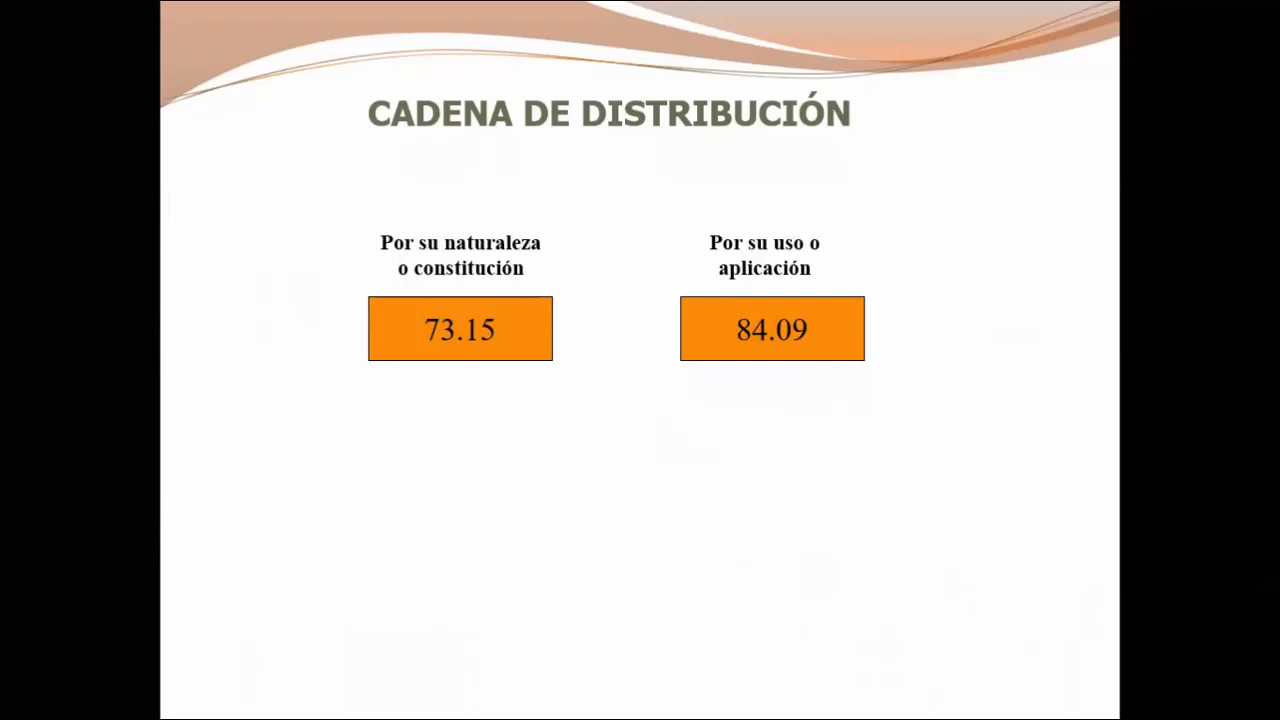 CADENA DE DISTRIBUCIÓN
Por su naturaleza
o constitución
73.15
Por su uso o
aplicación
84.09